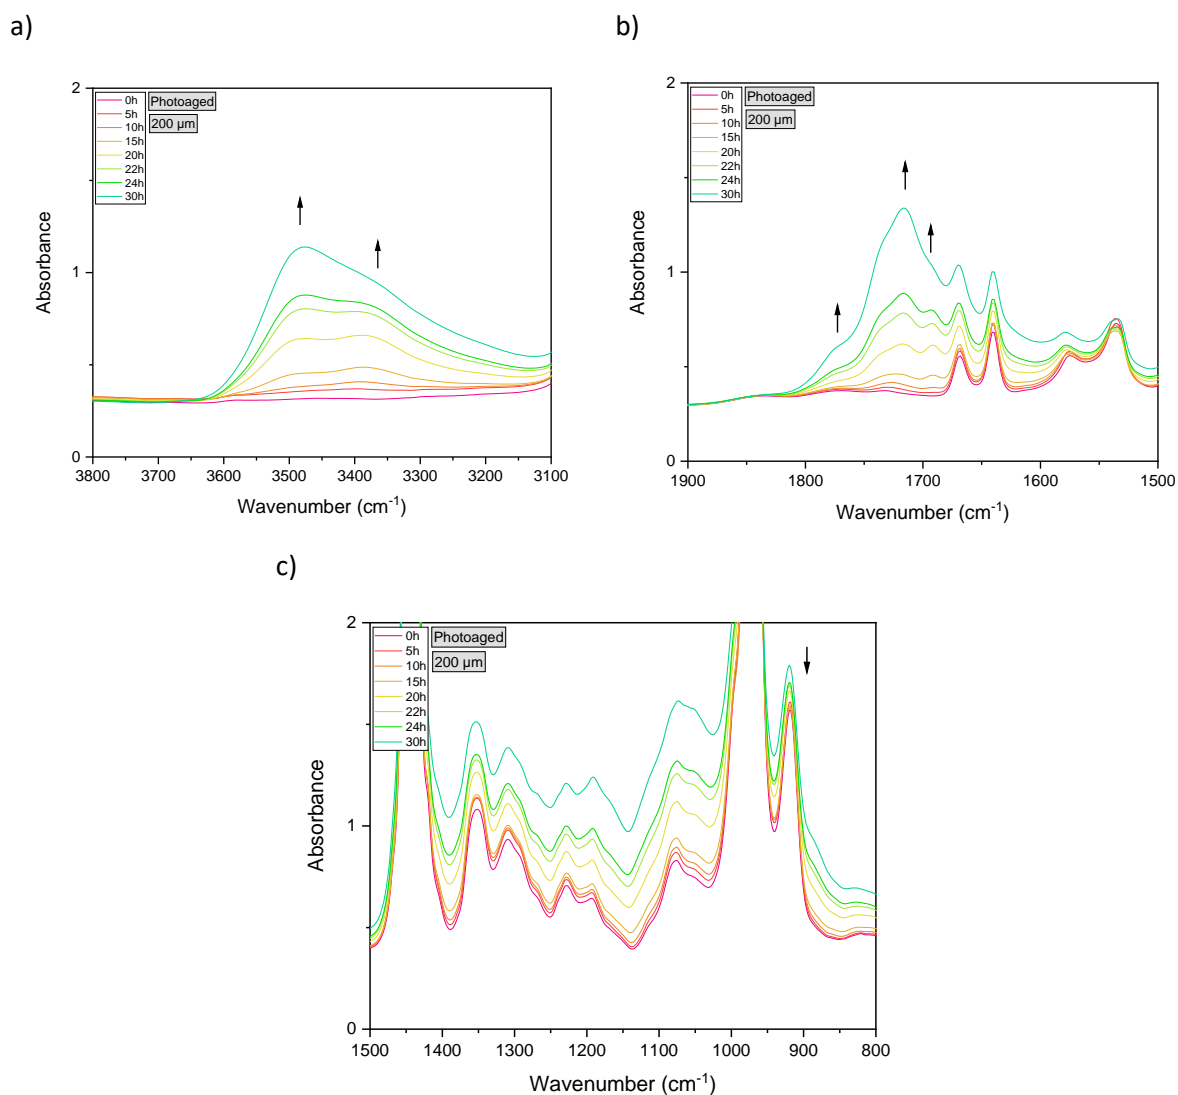 a)
2
1
0
Absorbance
0h
5h
10h
15h
20h
22h
24h
30h
Photoaged
200 µm
3800 3700 3600 3500 3400 3300 3200 3100
Wavenumber (cm⁻¹)
b)
2
1
0
Absorbance
0h
5h
10h
15h
20h
22h
24h
30h
Photoaged
200 µm
1900 1800 1700 1600 1500
Wavenumber (cm⁻¹)
c)
2
1
0
Absorbance
0h
5h
10h
15h
20h
22h
24h
30h
Photoaged
200 µm
1500 1400 1300 1200 1100 1000 900 800
Wavenumber (cm⁻¹)